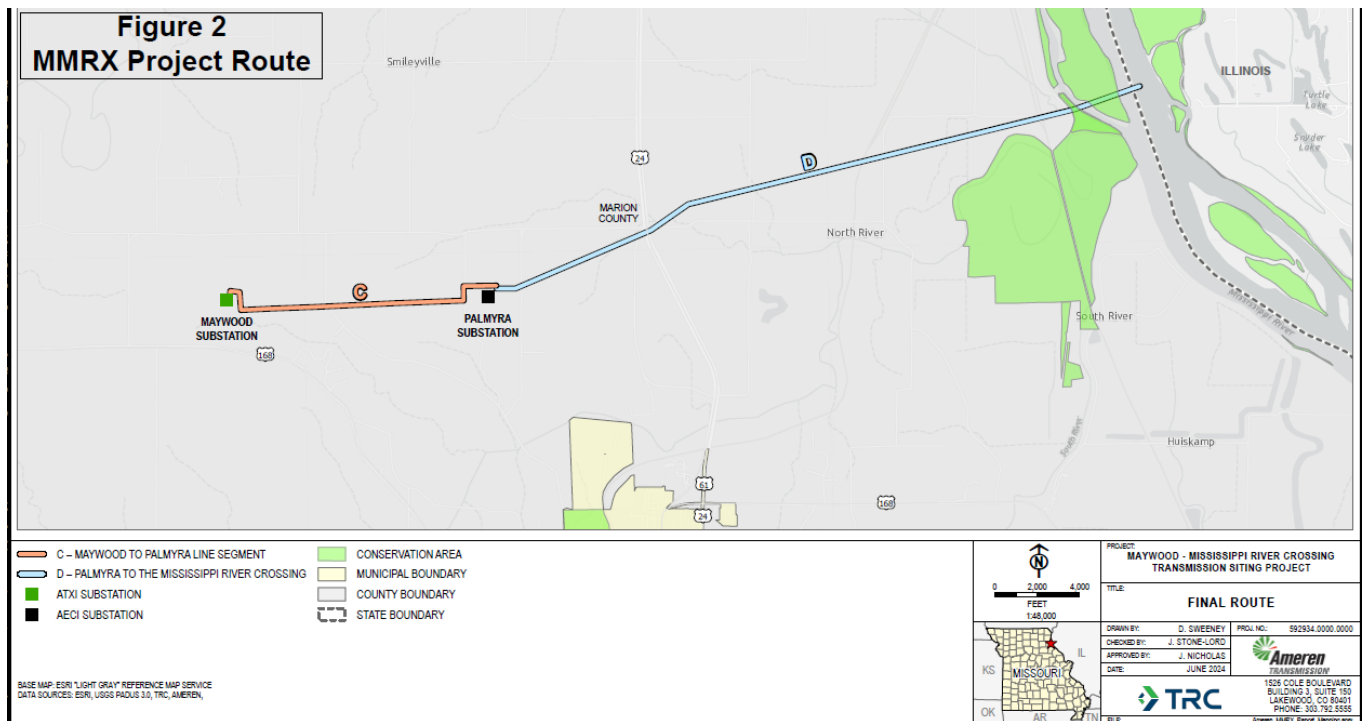 Figure 2
MMRX Project Route
Smileyville
ILLINOIS
Turtle
Lake
Snyder
Lake
24
D
MARION
COUNTY
North River
C
MAYWOOD
SUBSTATION
PALMYRA
SUBSTATION
168
South River
Mississippi River
South River
Huiskamp
61
24
168
C – MAYWOOD TO PALMYRA LINE SEGMENT
D – PALMYRA TO THE MISSISSIPPI RIVER CROSSING
ATXI SUBSTATION
AECI SUBSTATION
CONSERVATION AREA
MUNICIPAL BOUNDARY
COUNTY BOUNDARY
STATE BOUNDARY
BASE MAP: ESRI "LIGHT GRAY" REFERENCE MAP SERVICE
DATA SOURCES: ESRI, USGS PADUS 3.0, TRC, AMEREN,
N
0 2,000 4,000
FEET
1:48,000
IL
KS
MISSOURI
OK
AR
TN
PROJECT:
MAYWOOD - MISSISSIPPI RIVER CROSSING
TRANSMISSION SITING PROJECT
TITLE:
FINAL ROUTE
DRAWN BY: D. SWEENEY PROJ. NO.: 592934.0000.0000
CHECKED BY: J. STONE-LORD
APPROVED BY: J. NICHOLAS
DATE: JUNE 2024
Ameren
TRANSMISSION
TRC
1526 COLE BOULEVARD
BUILDING 3, SUITE 150
LAKEWOOD, CO 80401
PHONE: 303.792.5555